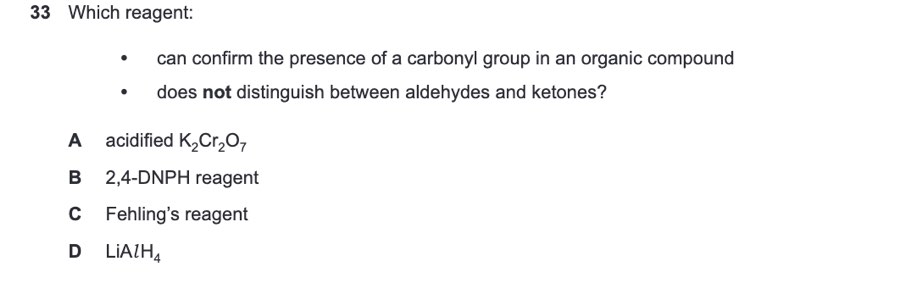 33 Which reagent:
• can confirm the presence of a carbonyl group in an organic compound
• does not distinguish between aldehydes and ketones?
A acidified K₂Cr₂O₇
B 2,4-DNPH reagent
C Fehling's reagent
D LiAlH₄